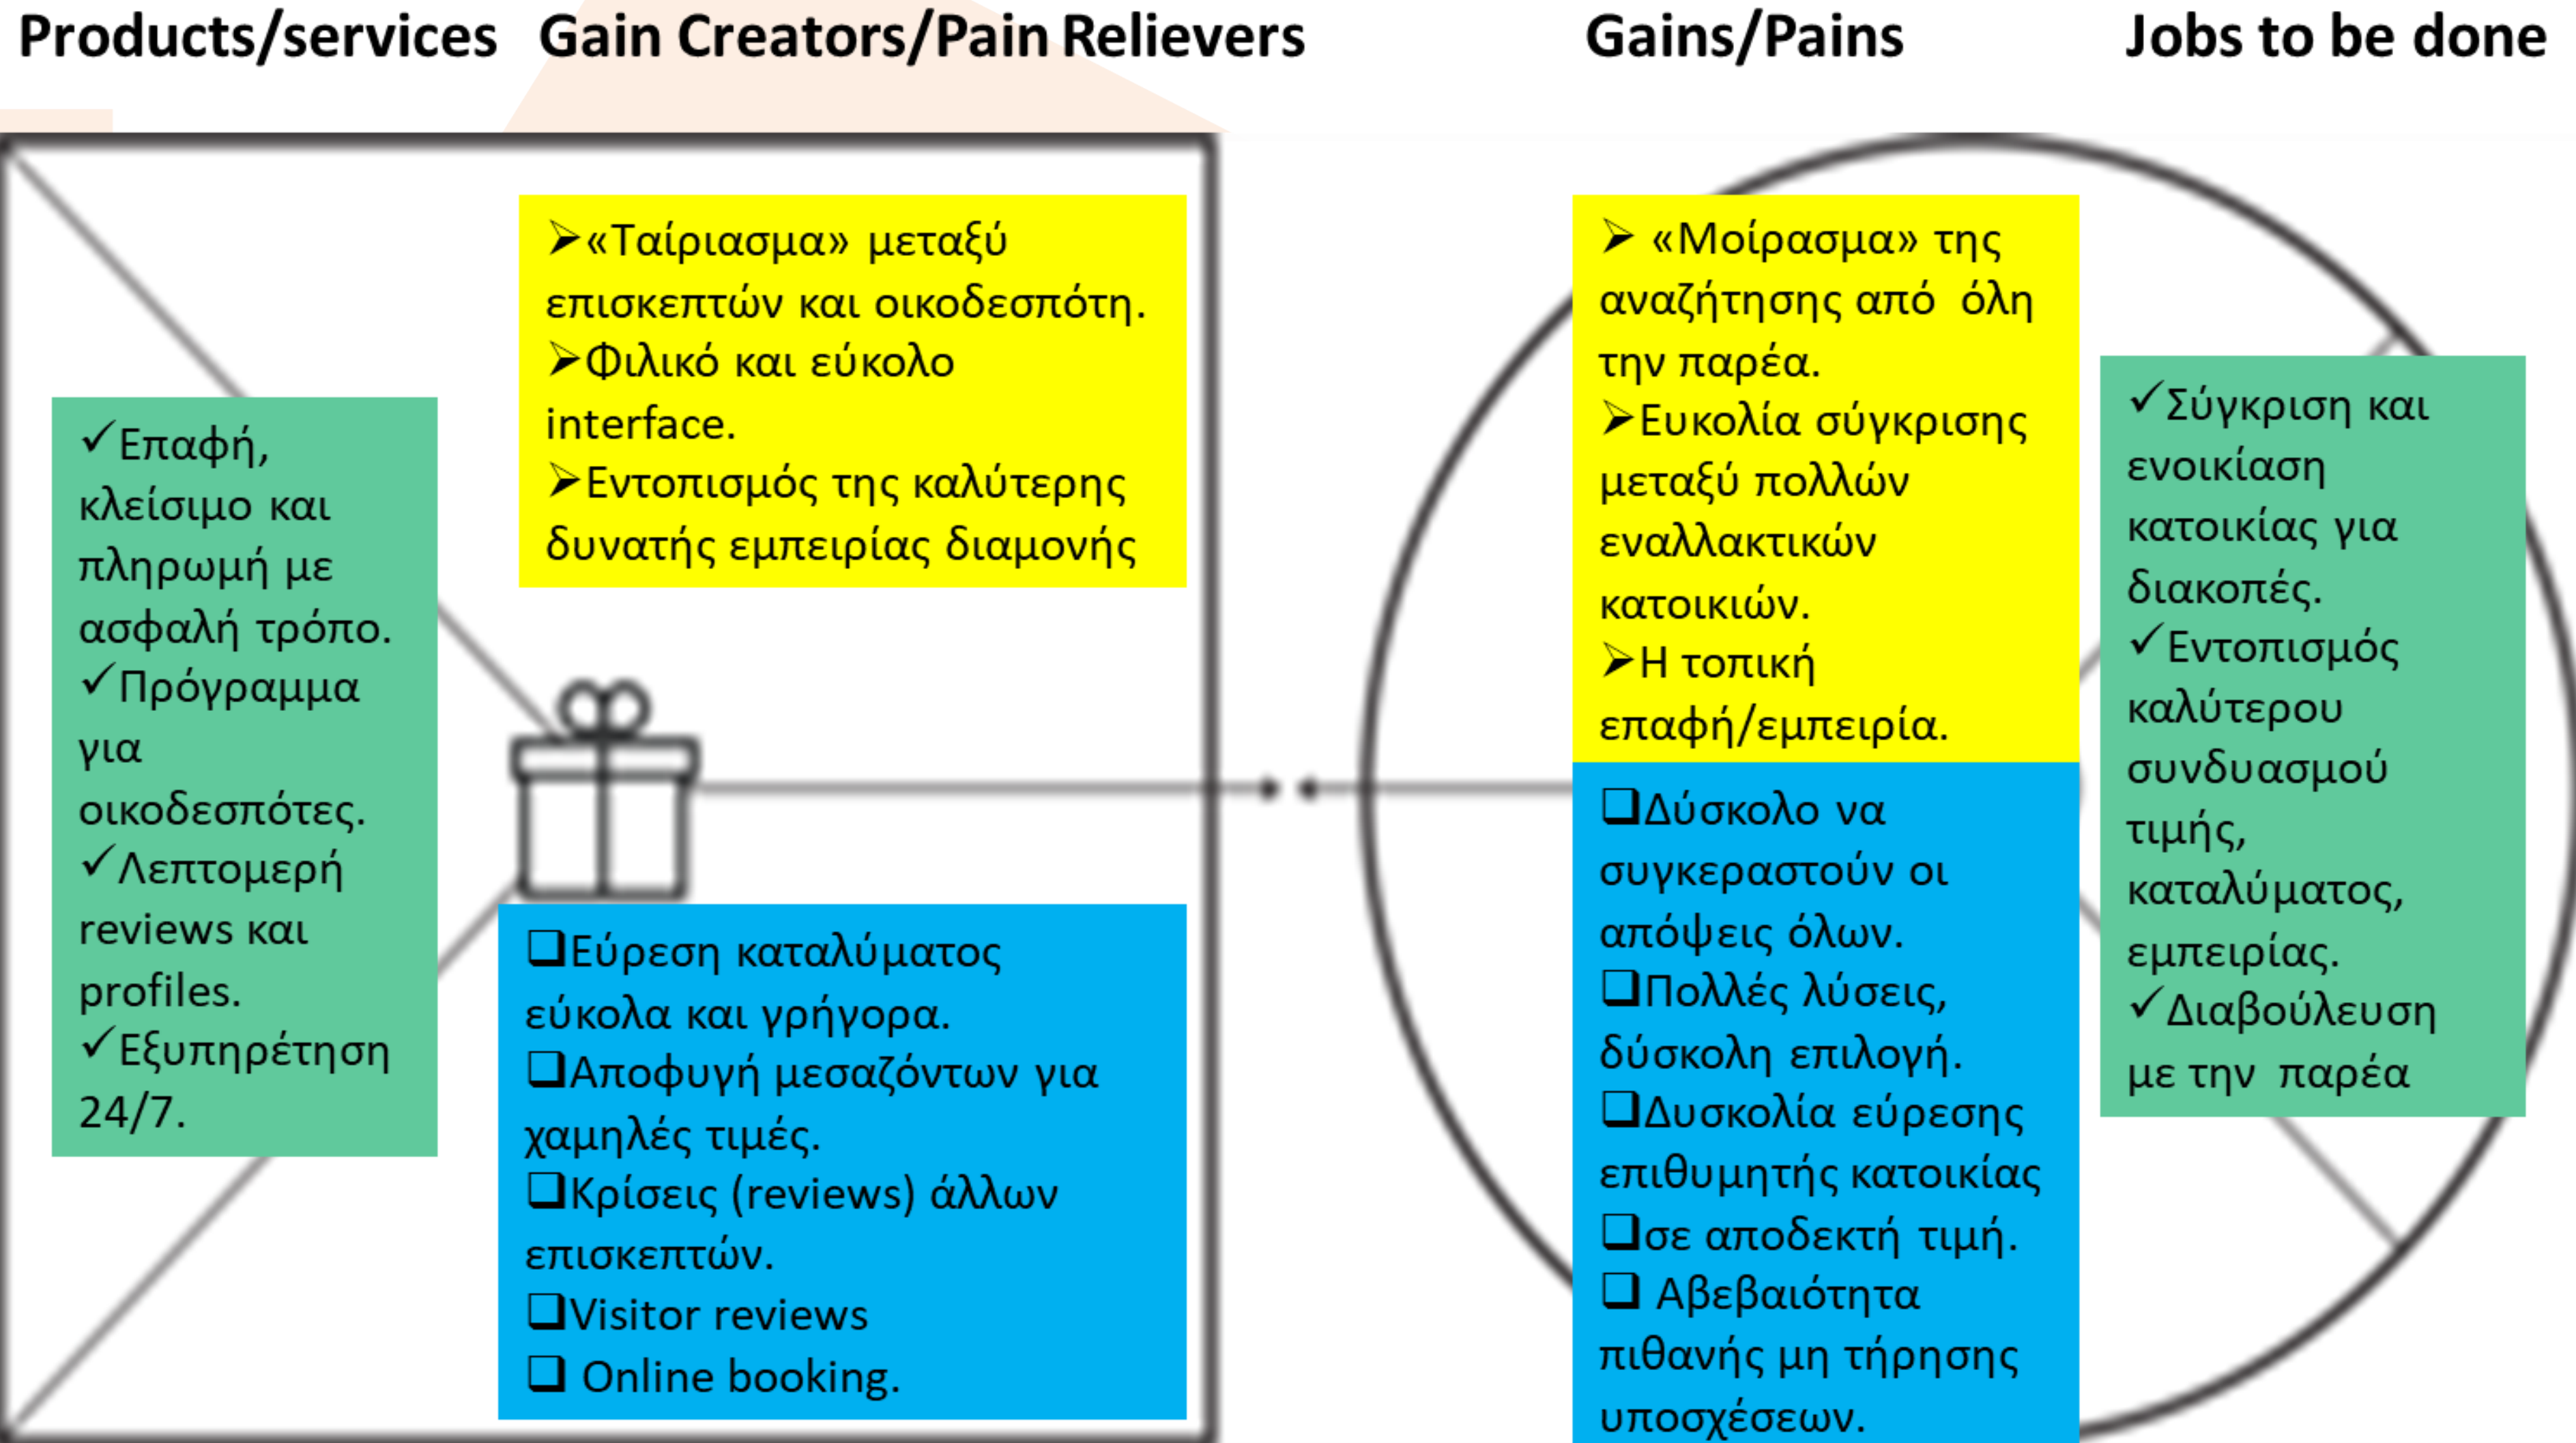 Products/services
Gain Creators/Pain Relievers
Gains/Pains
Jobs to be done
✓Επαφή,
κλείσιμο και
πληρωμή με
ασφαλή τρόπο.
✓Πρόγραμμα
για
οικοδεσπότες.
✓Λεπτομερή
reviews και
profiles.
✓Εξυπηρέτηση
24/7.
➢«Ταίριασμα» μεταξύ
επισκεπτών και οικοδεσπότη.
➢Φιλικό και εύκολο
interface.
➢Εντοπισμός της καλύτερης
δυνατής εμπειρίας διαμονής
❑Εύρεση καταλύματος
εύκολα και γρήγορα.
❑Αποφυγή μεσαζόντων για
χαμηλές τιμές.
❑Κρίσεις (reviews) άλλων
επισκεπτών.
❑Visitor reviews
❑ Online booking.
➢ «Μοίρασμα» της
αναζήτησης από όλη
την παρέα.
➢Ευκολία σύγκρισης
μεταξύ πολλών
εναλλακτικών
κατοικιών.
➢Η τοπική
επαφή/εμπειρία.
❑Δύσκολο να
συγκεραστούν οι
απόψεις όλων.
❑Πολλές λύσεις,
δύσκολη επιλογή.
❑Δυσκολία εύρεσης
επιθυμητής κατοικίας
❑σε αποδεκτή τιμή.
❑ Αβεβαιότητα
πιθανής μη τήρησης
υποσχέσεων.
✓Σύγκριση και
ενοικίαση
κατοικίας για
διακοπές.
✓Εντοπισμός
καλύτερου
συνδυασμού
τιμής,
καταλύματος,
εμπειρίας.
✓Διαβούλευση
με την παρέα